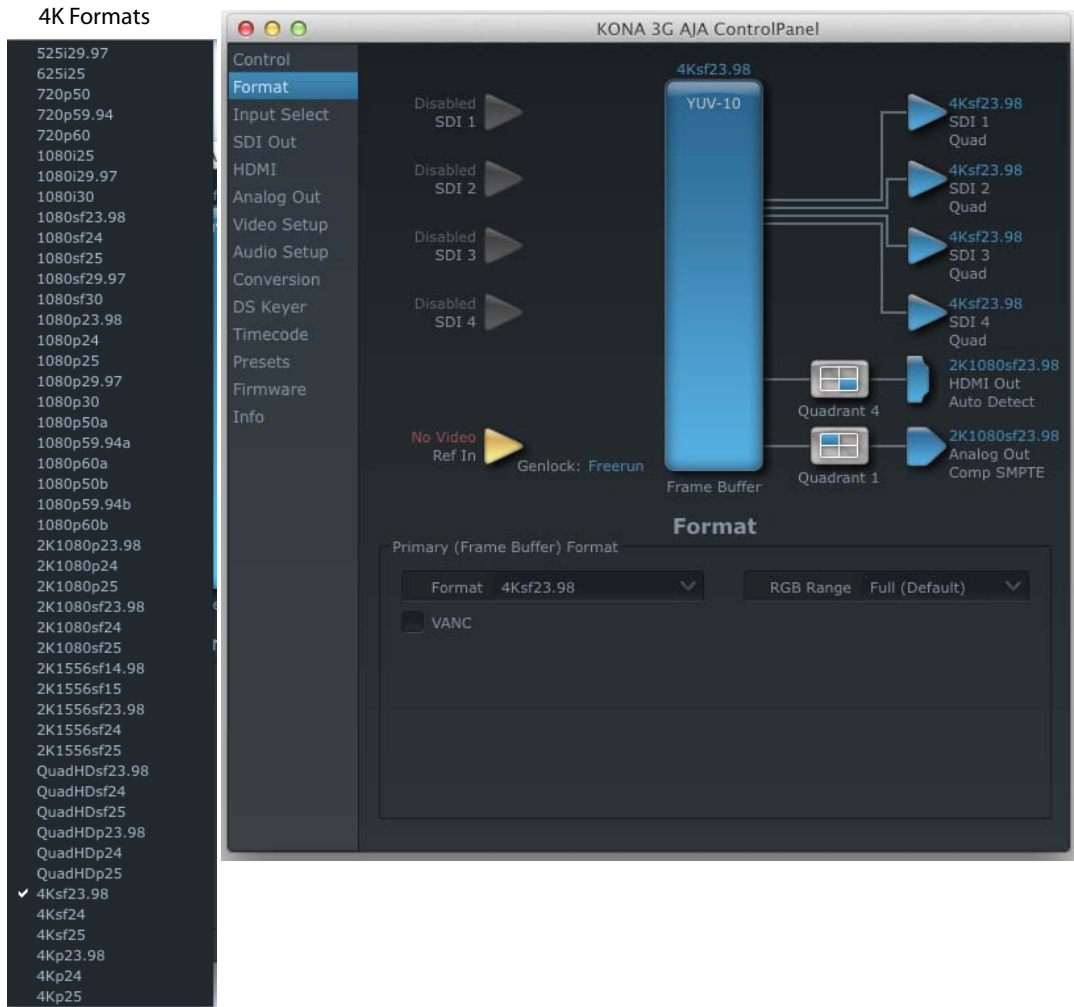 4K Formats
525i29.97
625i25
720p50
720p59.94
720p60
1080i25
1080i29.97
1080i30
1080sf23.98
1080sf24
1080sf25
1080sf29.97
1080sf30
1080p23.98
1080p24
1080p25
1080p29.97
1080p30
1080p50a
1080p59.94a
1080p60a
1080p50b
1080p59.94b
1080p60b
2K1080p23.98
2K1080p24
2K1080p25
2K1080sf23.98
2K1080sf24
2K1080sf25
2K1556sf14.98
2K1556sf15
2K1556sf23.98
2K1556sf24
2K1556sf25
QuadHDsf23.98
QuadHDsf24
QuadHDsf25
QuadHDp23.98
QuadHDp24
QuadHDp25
4Ksf23.98
4Ksf24
4Ksf25
4Kp23.98
4Kp24
4Kp25
KONA 3G AJA ControlPanel
Control
Format
Input Select
SDI Out
HDMI
Analog Out
Video Setup
Audio Setup
Conversion
DS Keyer
Timecode
Presets
Firmware
Info
Disabled
SDI 1
Disabled
SDI 2
Disabled
SDI 3
Disabled
SDI 4
No Video
Ref In
Genlock: Freerun
4Ksf23.98
YUV-10
Frame Buffer
4Ksf23.98
SDI 1
Quad
4Ksf23.98
SDI 2
Quad
4Ksf23.98
SDI 3
Quad
4Ksf23.98
SDI 4
Quad
Quadrant 4
2K1080sf23.98
HDMI Out
Auto Detect
Quadrant 1
2K1080sf23.98
Analog Out
Comp SMPTE
Format
Primary (Frame Buffer) Format
Format 4Ksf23.98
RGB Range Full (Default)
VANC